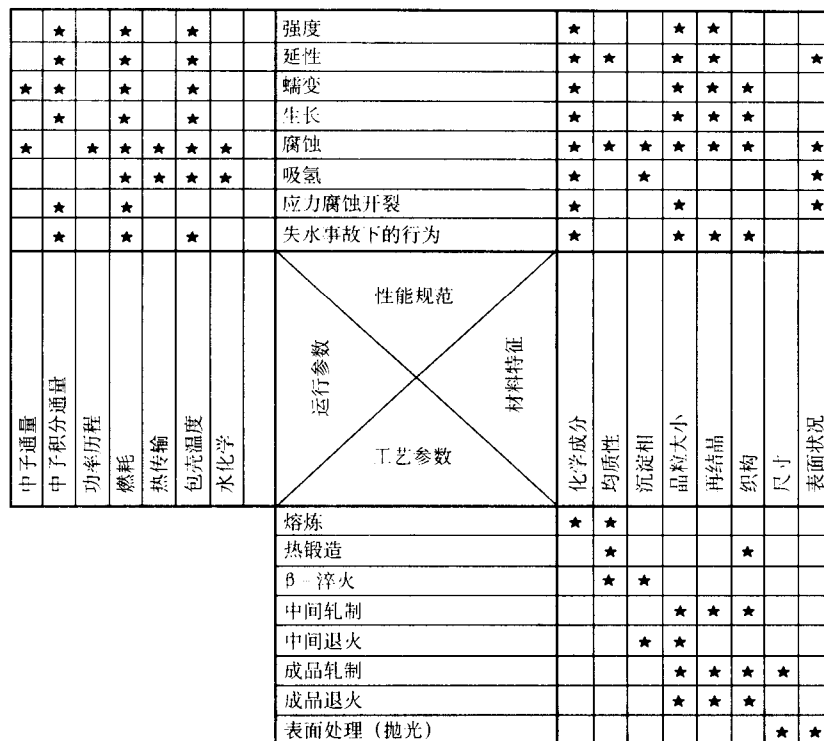 强度
延性
蠕变
生长
腐蚀
吸氢
应力腐蚀开裂
失水事故下的行为
中子通量
中子积分通量
功率历程
燃耗
热传输
包壳温度
水化学
性能规范
运行参数
材料特征
工艺参数
化学成分
均质性
沉淀相
晶粒大小
再结晶
织构
尺寸
表面状况
熔炼
热锻造
β-淬火
中间轧制
中间退火
成品轧制
成品退火
表面处理（抛光）